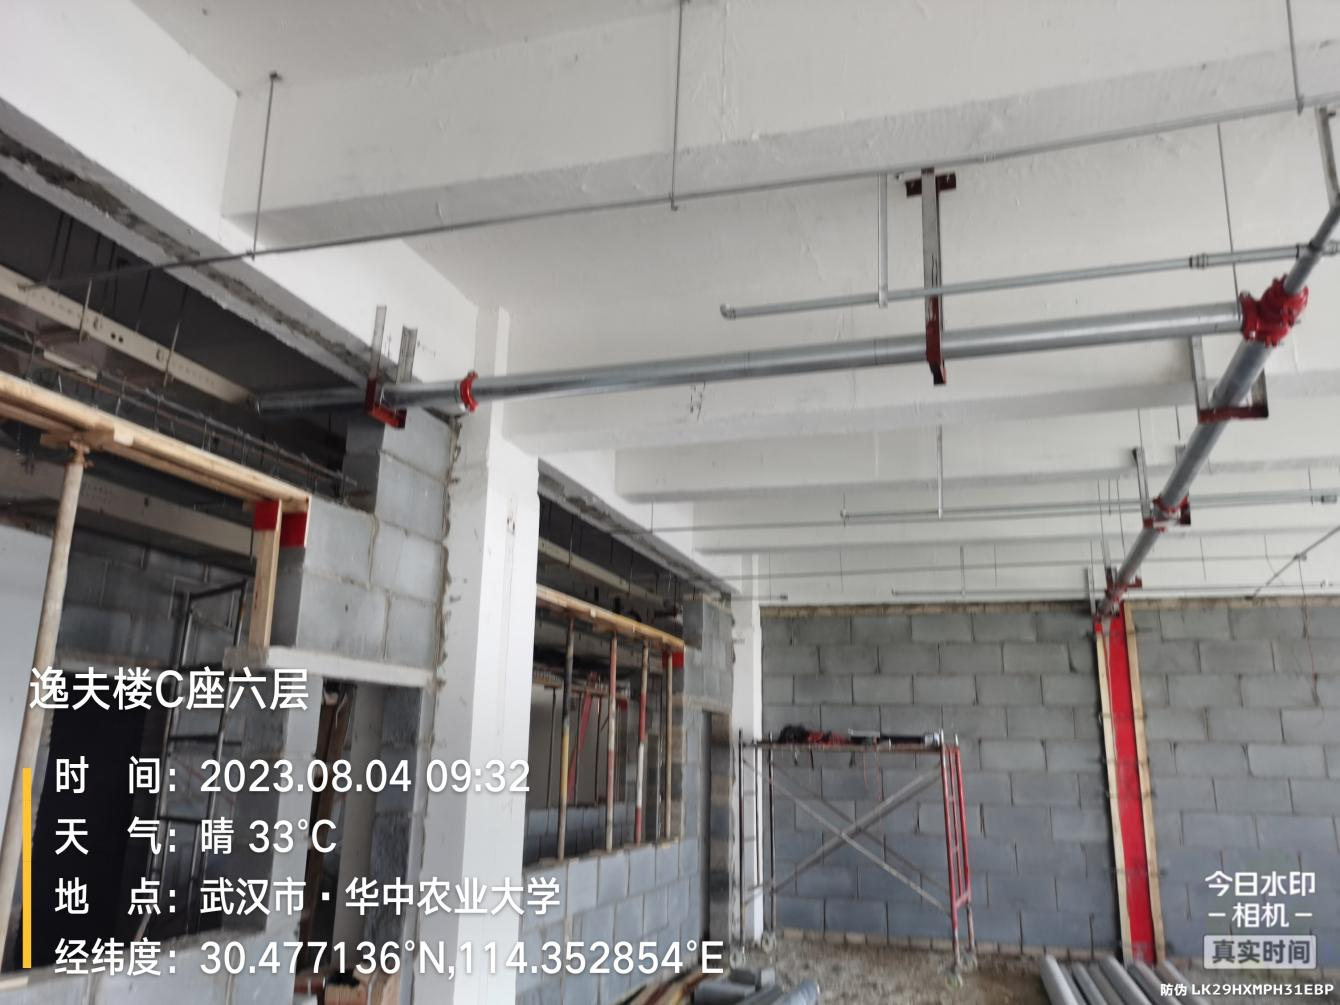 逸夫楼C座六层
时 间：2023.08.04 09:32
天 气：晴 33℃
地 点：武汉市·华中农业大学
经纬度：30.477136°N,114.352854°E
今日水印
-相机-
真实时间
防伪 LK29HXMPH31EBP